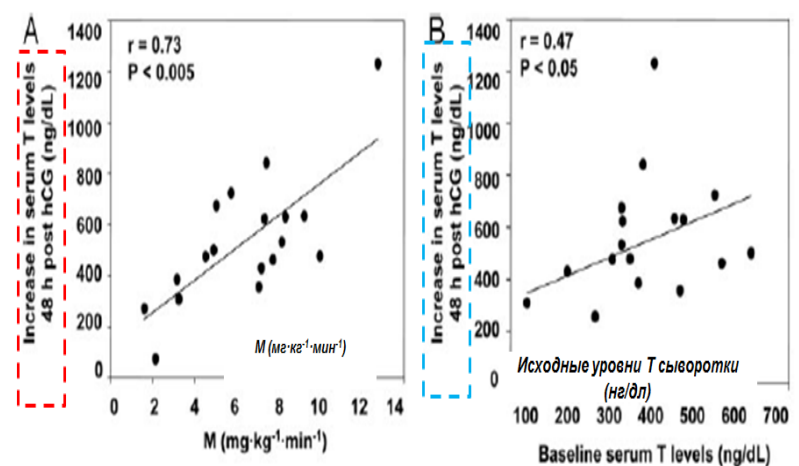 A
r = 0.73
P < 0.005
Increase in serum T levels
48 h post hCG (ng/dL)
1400
1200
1000
800
600
400
200
0
M (мг·кг⁻¹·мин⁻¹)
0 2 4 6 8 10 12 14
M (mg·kg⁻¹·min⁻¹)
B
r = 0.47
P < 0.05
Increase in serum T levels
48 h post hCG (ng/dL)
1400
1200
1000
800
600
400
200
0
Исходные уровни Т сыворотки
(нг/дл)
100 200 300 400 500 600 700
Baseline serum T levels (ng/dL)